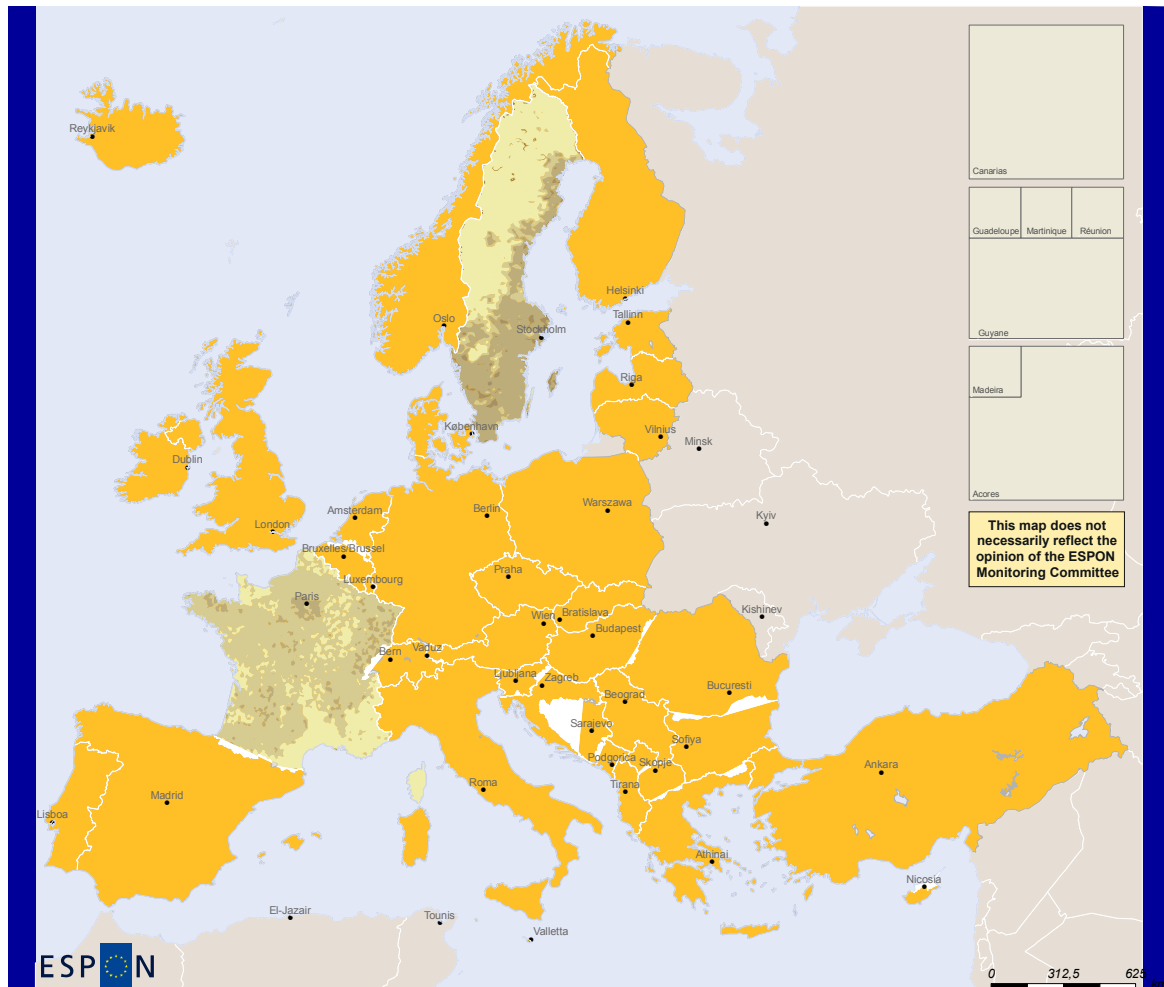 Reykjavik
Canarias
Guadeloupe
Martinique
Réunion
Guyane
Helsinki
Tallinn
Oslo
Stockholm
Madeira
Riga
København
Vilnius
Minsk
Dublin
Acores
Warszawa
Berlin
Amsterdam
Kyiv
London
This map does not
necessarily reflect the
opinion of the ESPON
Monitoring Committee
Bruxelles/Brussel
Praha
Luxembourg
Paris
Kishinev
Wien
Bratislava
Budapest
Bern
Vaduz
Ljubljana
Zagreb
Beograd
Bucuresti
Sarajevo
Sofiya
Podgorica
Skopje
Ankara
Tirana
Roma
Madrid
Lisboa
Athinai
Nicosia
El-Jazair
Tounis
Valletta
ESPON
0 312,5 625